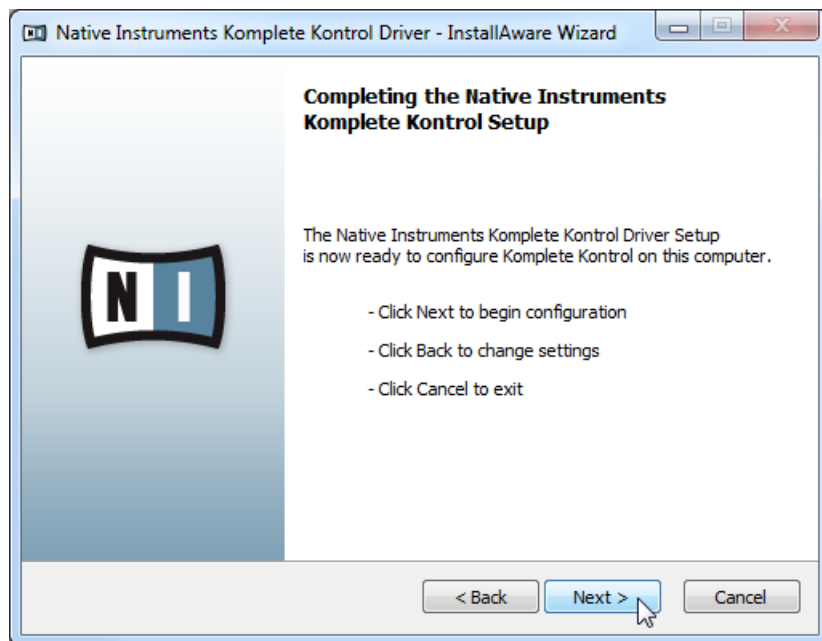 Native Instruments Komplete Kontrol Driver - InstallAware Wizard
Completing the Native Instruments
Komplete Kontrol Setup
The Native Instruments Komplete Kontrol Driver Setup
is now ready to configure Komplete Kontrol on this computer.
- Click Next to begin configuration
- Click Back to change settings
- Click Cancel to exit
N I
< Back Next > Cancel